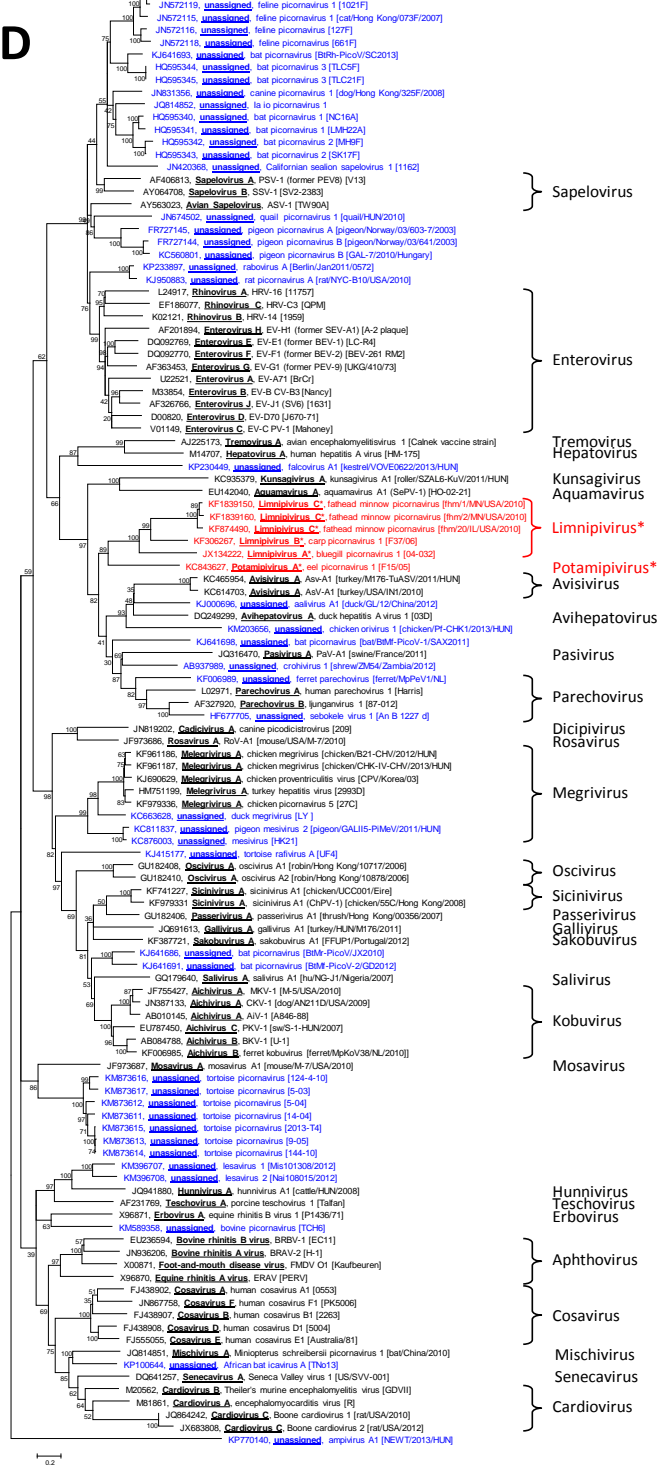 D
JN572119, unassigned, feline picornavirus 1 [1021F]
JN572115, unassigned, feline picornavirus 1 [cat/Hong Kong/073F/2007]
JN572116, unassigned, feline picornavirus [127F]
JN572118, unassigned, feline picornavirus [661F]
KJ641693, unassigned, bat picornavirus [BtRh-PicoV/SC2013]
HQ595344, unassigned, bat picornavirus 3 [TLC5F]
HQ595345, unassigned, bat picornavirus 3 [TLC21F]
JN831356, unassigned, canine picornavirus 1 [dog/Hong Kong/325F/2008]
JQ814852, unassigned, Ia io picornavirus 1
HQ595340, unassigned, bat picornavirus 1 [NC16A]
HQ595341, unassigned, bat picornavirus 1 [LMH22A]
HQ595342, unassigned, bat picornavirus 2 [MH9F]
HQ595343, unassigned, bat picornavirus 2 [SK17F]
JN420368, unassigned, Californian sealion sapelovirus 1 [1162]
AF406813, Sapelovirus A, PSV-1 (former PEV8) [V13]
AY064708, Sapelovirus B, SSV-1 [SV2-2383]
AY563023, Avian Sapelovirus, ASV-1 [TW90A]
Sapelovirus
JN674502, unassigned, quail picornavirus 1 [quail/HUN/2010]
FR727145, unassigned, pigeon picornavirus A [pigeon/Norway/03/603-7/2003]
FR727144, unassigned, pigeon picornavirus B [pigeon/Norway/03/641/2003]
KC560801, unassigned, pigeon picornavirus B [GAL-7/2010/Hungary]
KP233897, unassigned, rabovirus A [Berlin/Jan2011/0572]
KJ950883, unassigned, rat picornavirus A [rat/NYC-B10/USA/2010]
L24917, Rhinovirus A, HRV-16 [11757]
EF186077, Rhinovirus C, HRV-C3 [QPM]
K02121, Rhinovirus B, HRV-14 [1959]
AF201894, Enterovirus H, EV-H1 (former SEV-A1) [A-2 plaque]
DQ092769, Enterovirus E, EV-E1 (former BEV-1) [LC-R4]
DQ092770, Enterovirus F, EV-F1 (former BEV-2) [BEV-261 RM2]
AF363453, Enterovirus G, EV-G1 (former PEV-9) [UKG/410/73]
U22521, Enterovirus A, EV-A71 [BrCr]
M33854, Enterovirus B, EV-B CV-B3 [Nancy]
AF326766, Enterovirus J, EV-J1 (SV6) [1631]
D00820, Enterovirus D, EV-D70 [J670-71]
V01149, Enterovirus C, EV-C PV-1 [Mahoney]
Enterovirus
AJ225173, Tremovirus A, avian encephalomyelitisvirus 1 [Calnek vaccine strain]
Tremovirus
M14707, Hepatovirus A, human hepatitis A virus [HM-175]
Hepatovirus
KP230449, unassigned, falcovirus A1 [kestrel/VOVE0622/2013/HUN]
KC935379, Kunsagivirus A, kunsagivirus A1 [roller/SZAL6-KuV/2011/HUN]
Kunsagivirus
EU142040, Aquamavirus A, aquamavirus A1 (SePV-1) [HO-02-21]
Aquamavirus
KF1839150, Limnipivirus C*, fathead minnow picornavirus [fhm/1/MN/USA/2010]
KF1839160, Limnipivirus C*, fathead minnow picornavirus [fhm/2/MN/USA/2010]
KF874490, Limnipivirus C*, fathead minnow picornavirus [fhm/20/IL/USA/2010]
KF306267, Limnipivirus B*, carp picornavirus 1 [F37/06]
JX134222, Limnipivirus A*, bluegill picornavirus 1 [04-032]
Limnipivirus*
KC843627, Potamipivirus A*, eel picornavirus 1 [F15/05]
Potamipivirus*
KC465954, Avisivirus A, AsV-A1 [turkey/M176-TuASV/2011/HUN]
KC614703, Avisivirus A, AsV-A1 [turkey/USA/IN1/2010]
Avisivirus
KJ000696, unassigned, aalivirus A1 [duck/GL/12/China/2012]
DQ249299, Avihepatovirus A, duck hepatitis A virus 1 [03D]
Avihepatovirus
KM203656, unassigned, chicken orivirus 1 [chicken/Pf-CHK1/2013/HUN]
KJ641698, unassigned, bat picornavirus [bat/BtMf-PicoV-1/SAX2011]
JQ316470, Pasivirus A, PaV-A1 [swine/France/2011]
Pasivirus
AB937989, unassigned, crohivirus 1 [shrew/ZM54/Zambia/2012]
KF006989, unassigned, ferret parechovirus [ferret/MpPeV1/NL]
L02971, Parechovirus A, human parechovirus 1 [Harris]
AF327920, Parechovirus B, ljunganvirus 1 [87-012]
HF677705, unassigned, sebokele virus 1 [An B 1227 d]
Parechovirus
JN819202, Cadicivirus A, canine picodicistrovirus [209]
Dicipivirus
JF973686, Rosavirus A, RoV-A1 [mouse/USA/M-7/2010]
Rosavirus
KF961186, Melegrivirus A, chicken megrivirus [chicken/B21-CHV/2012/HUN]
KF961187, Melegrivirus A, chicken megrivirus [chicken/CHK-IV-CHV/2013/HUN]
KJ690629, Melegrivirus A, chicken proventriculitis virus [CPV/Korea/03]
HM751199, Melegrivirus A, turkey hepatitis virus [2993D]
KF979336, Melegrivirus A, chicken picornavirus 5 [27C]
KC663628, unassigned, duck megrivirus [LY ]
KC811837, unassigned, pigeon mesivirus 2 [pigeon/GALII5-PiMeV/2011/HUN]
KC876003, unassigned, mesivirus [HK21]
Megrivirus
KJ415177, unassigned, tortoise rafivirus A [UF4]
GU182408, Oscivirus A, oscivirus A1 [robin/Hong Kong/10717/2006]
GU182410, Oscivirus A, oscivirus A2 [robin/Hong Kong/10878/2006]
Oscivirus
KF741227, Sicinivirus A, sicinivirus A1 [chicken/UCC001/Eire]
KF979331, Sicinivirus A, sicinivirus A1 (ChPV-1) [chicken/55C/Hong Kong/2008]
Sicinivirus
GU182406, Passerivirus A, passerivirus A1 [thrush/Hong Kong/00356/2007]
Passerivirus
JQ691613, Gallivirus A, gallivirus A1 [turkey/HUN/M176/2011]
Gallivirus
KF387721, Sakobuvirus A, sakobuvirus A1 [FFUP1/Portugal/2012]
Sakobuvirus
KJ641686, unassigned, bat picornavirus [BtMr-PicoV/JX2010]
KJ641691, unassigned, bat picornavirus [BtMf-PicoV-2/GD2012]
GQ179640, Salivirus A, salivirus A1 [hu/NG-J1/Nigeria/2007]
Salivirus
JF755427, Aichivirus A, MKV-1 [M-5/USA/2010]
JN387133, Aichivirus A, CKV-1 [dog/AN211D/USA/2009]
AB010145, Aichivirus A, AiV-1 [A846-88]
EU787450, Aichivirus C, PKV-1 [sw/S-1-HUN/2007]
AB084788, Aichivirus B, BKV-1 [U-1]
KF006985, Aichivirus B, ferret kobuvirus [ferret/MpKoV38/NL/2010]]
Kobuvirus
JF973687, Mosavirus A, mosavirus A1 [mouse/M-7/USA/2010]
Mosavirus
KM873616, unassigned, tortoise picornavirus [124-4-10]
KM873617, unassigned, tortoise picornavirus [5-03]
KM873612, unassigned, tortoise picornavirus [5-04]
KM873611, unassigned, tortoise picornavirus [14-04]
KM873615, unassigned, tortoise picornavirus [2013-T4]
KM873613, unassigned, tortoise picornavirus [9-05]
KM873614, unassigned, tortoise picornavirus [144-10]
KM396707, unassigned, lesavirus 1 [Mis101308/2012]
KM396708, unassigned, lesavirus 2 [Nai108015/2012]
JQ941880, Hunnivirus A, hunnivirus A1 [cattle/HUN/2008]
Hunnivirus
AF231769, Teschovirus A, porcine teschovirus 1 [Talfan]
Teschovirus
X96871, Erbovirus A, equine rhinitis B virus 1 [P1436/71]
Erbovirus
KM589358, unassigned, bovine picornavirus [TCH6]
EU236594, Bovine rhinitis B virus, BRBV-1 [EC11]
JN936206, Bovine rhinitis A virus, BRAV-2 [H-1]
X00871, Foot-and-mouth disease virus, FMDV O1 [Kaufbeuren]
X96870, Equine rhinitis A virus, ERAV [PERV]
Aphthovirus
FJ438902, Cosavirus A, human cosavirus A1 [0553]
JN867758, Cosavirus F, human cosavirus F1 [PK5006]
FJ438907, Cosavirus B, human cosavirus B1 [2263]
FJ438908, Cosavirus D, human cosavirus D1 [5004]
FJ555055, Cosavirus E, human cosavirus E1 [Australia/81]
Cosavirus
JQ814851, Mischivirus A, Miniopterus schreibersii picornavirus 1 [bat/China/2010]
Mischivirus
KP100644, unassigned, African bat icavirus A [TNo13]
DQ641257, Senecavirus A, Seneca Valley virus 1 [US/SVV-001]
Senecavirus
M20562, Cardiovirus B, Theiler's murine encephalomyelitis virus [GDVII]
M81861, Cardiovirus A, encephalomyocarditis virus [R]
JQ864242, Cardiovirus C, Boone cardiovirus 1 [rat/USA/2010]
JX683808, Cardiovirus C, Boone cardiovirus 2 [rat/USA/2012]
Cardiovirus
KP770140, unassigned, ampivirus A1 [NEWT/2013/HUN]
0.2